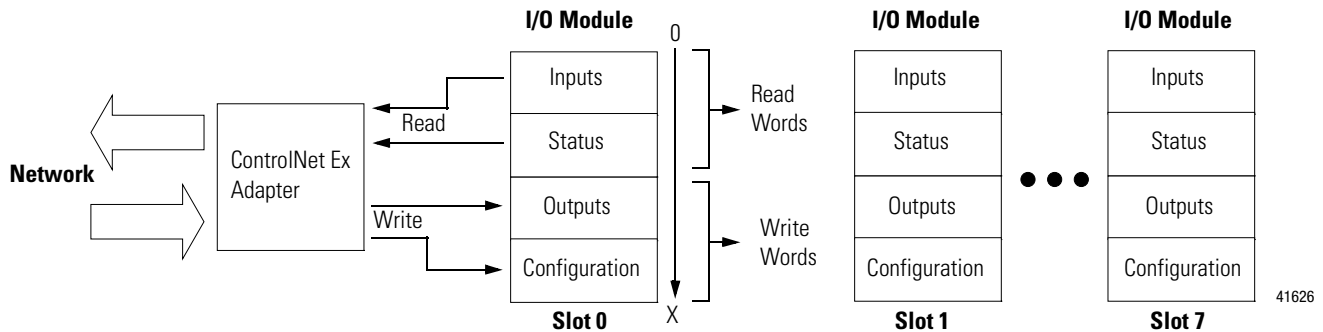 I/O Module
I/O Module
I/O Module
0
Inputs
Inputs
Inputs
Read
Words
Read
Status
Status
Status
ControlNet Ex
Adapter
Network
Outputs
Outputs
Outputs
Write
Write
Words
Configuration
Configuration
Configuration
41626
X
Slot 0
Slot 1
Slot 7